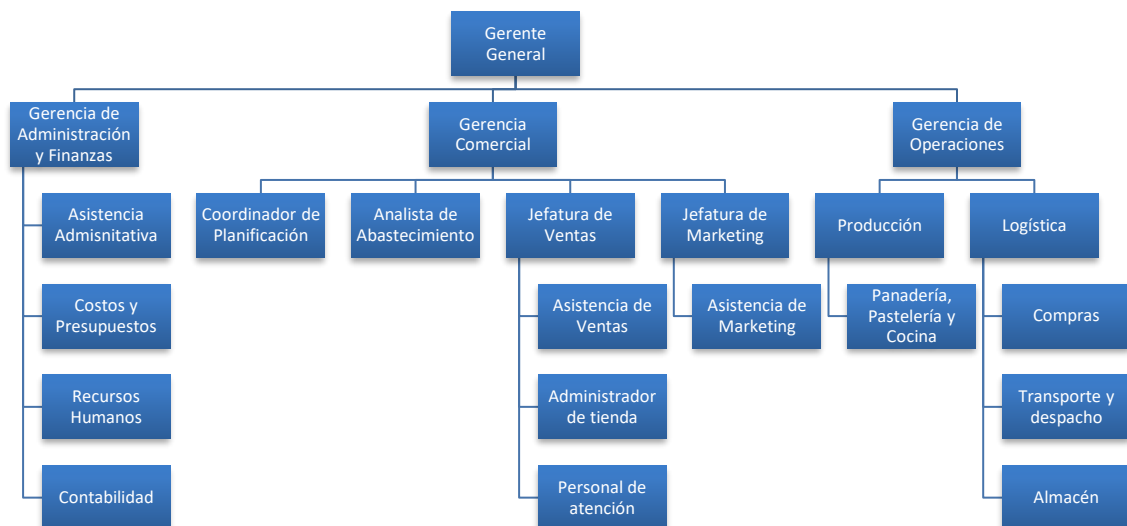 Gerente
General
Gerencia de
Administración
y Finanzas
Gerencia
Comercial
Gerencia de
Operaciones
Asistencia
Admisnitativa
Coordinador de
Planificación
Analista de
Abastecimiento
Jefatura de
Ventas
Jefatura de
Marketing
Producción
Logística
Costos y
Presupuestos
Asistencia de
Ventas
Asistencia de
Marketing
Panadería,
Pastelería y
Cocina
Compras
Recursos
Humanos
Administrador
de tienda
Transporte y
despacho
Contabilidad
Personal de
atención
Almacén